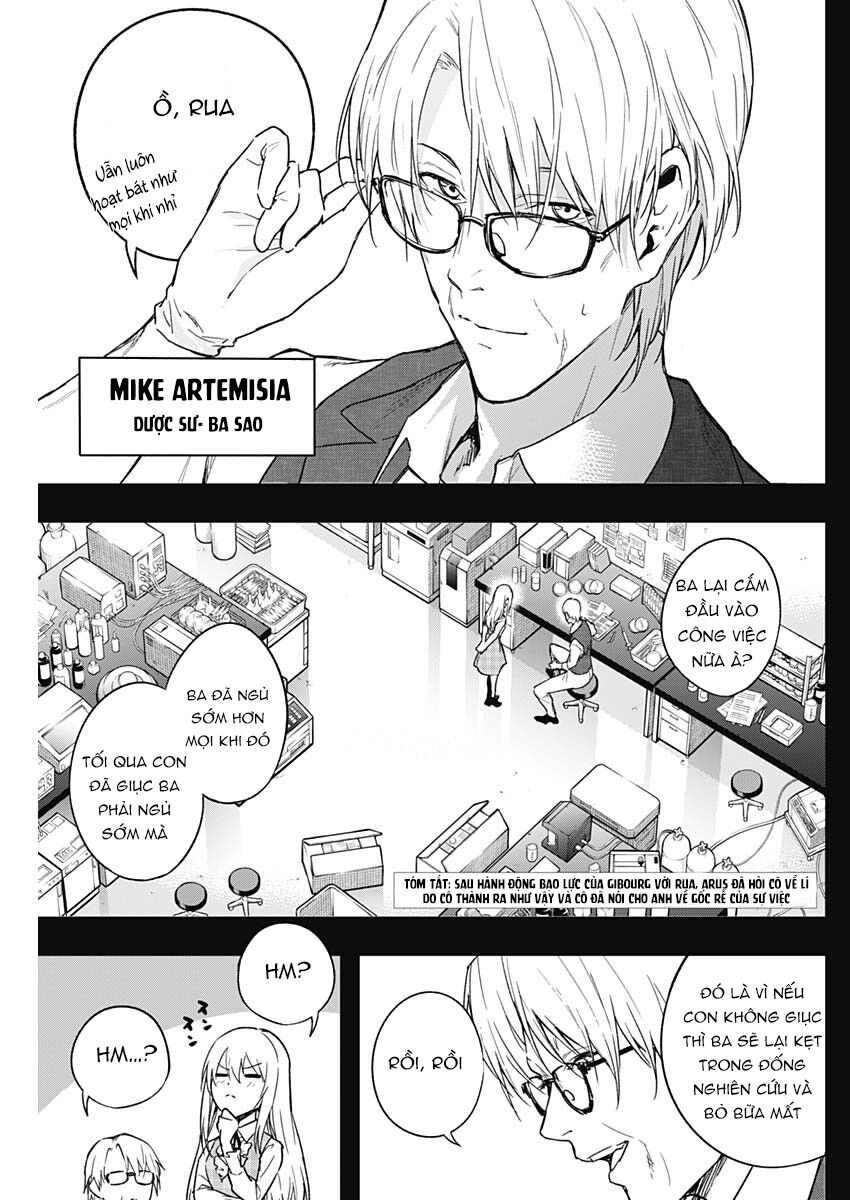 Ồ, RUA
Vẫn luôn
hoạt bát như
mọi khi nhỉ
MIKE ARTEMISIA
DƯỢC SƯ- BA SAO
BA LẠI CẮM
ĐẦU VÀO
CÔNG VIỆC
NỮA À?
BA ĐÃ NGỦ
SỚM HƠN
MỌI KHI ĐÓ
TỐI QUA CON
ĐÃ GIỤC BA
PHẢI NGỦ
SỚM MÀ
TÓM TẮT: SAU HÀNH ĐỘNG BẠO LỰC CỦA GIBOURG VỚI RUA, ARUS ĐÃ HỎI CÔ VỀ LÍ
DO CÔ THÀNH RA NHƯ VẬY VÀ CÔ ĐÃ NÓI CHO ANH VỀ GỐC RỄ CỦA SỰ VIỆC
ĐÓ LÀ VÌ NẾU
CON KHÔNG GIỤC
THÌ BA SẼ LẠI KẸT
TRONG ĐỐNG
NGHIÊN CỨU VÀ
BỎ BỮA MẤT
RỒI, RỒI
HM?
HM...?
スンスン